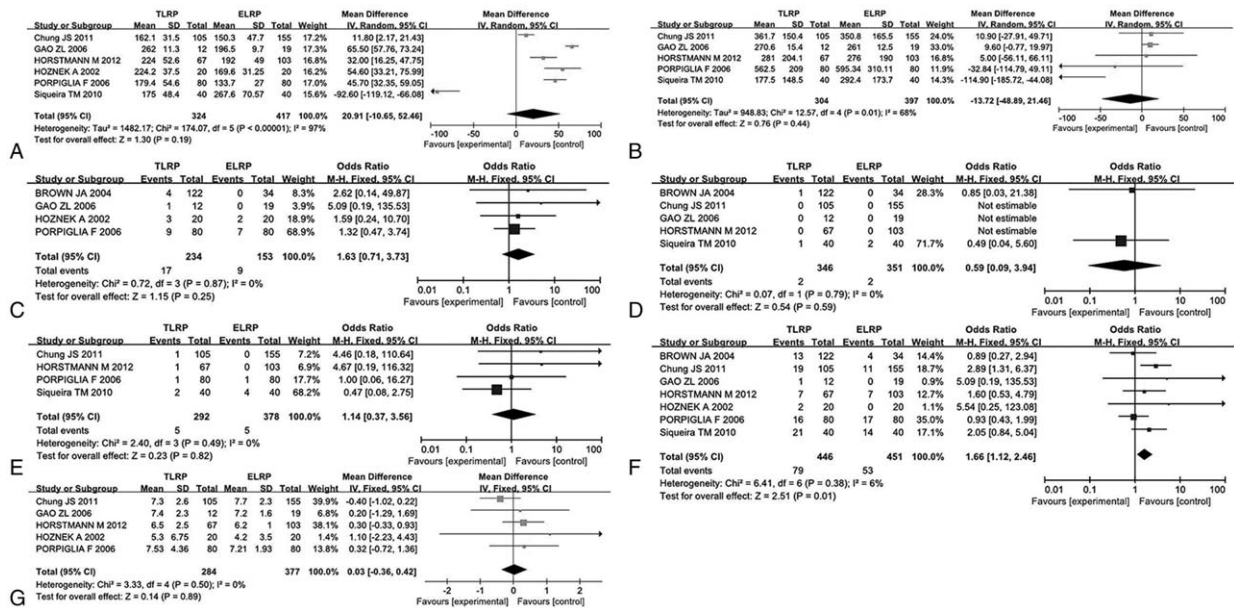 TLRP ELRP Mean Difference Mean Difference
Study or Subgroup Mean SD Total Mean SD Total Weight IV, Random, 95% CI IV, Random, 95% CI
Chung JS 2011 162.1 31.5 105 150.3 47.7 155 17.2% 11.80 [2.17, 21.43]
GAO ZL 2006 262 11.3 12 196.5 9.7 19 17.3% 65.50 [57.76, 73.24]
HORSTMANN M 2012 224 52.6 67 192 49 103 16.8% 32.00 [16.25, 47.75]
HOZNEK A 2002 224.2 37.5 20 169.6 31.25 20 16.3% 54.60 [33.21, 75.99]
PORPIGLIA F 2006 179.4 54.6 80 133.7 27 80 17.0% 45.70 [32.35, 59.05]
Siqueira TM 2010 175 48.4 40 267.6 70.57 40 15.6% -92.60 [-119.12, -66.08]
Total (95% CI) 324 417 100.0% 20.91 [-10.65, 52.46]
Heterogeneity: Tau² = 1482.17; Chi² = 174.07, df = 5 (P < 0.00001); I² = 97%
Test for overall effect: Z = 1.30 (P = 0.19)
-100 -50 0 50 100
Favours [experimental] Favours [control]
A
TLRP ELRP Mean Difference Mean Difference
Study or Subgroup Mean SD Total Mean SD Total Weight IV, Random, 95% CI IV, Random, 95% CI
Chung JS 2011 361.7 150.4 105 350.8 165.5 155 10.90 [-27.91, 49.71]
GAO ZL 2006 270.6 15.4 12 261 12.5 19 9.60 [-0.77, 19.97]
HORSTMANN M 2012 281 204.1 67 276 190 103 5.00 [-56.11, 66.11]
PORPIGLIA F 2006 562.5 209 80 595.34 310.11 80 -32.84 [-114.79, 49.11]
Siqueira TM 2010 177.5 148.5 40 292.4 173.7 40 14.3% -114.90 [-185.72, -44.08]
Total (95% CI) 304 397 100.0% -13.72 [-48.89, 21.46]
Heterogeneity: Tau² = 948.83; Chi² = 12.57, df = 4 (P = 0.01); I² = 68%
Test for overall effect: Z = 0.76 (P = 0.44)
-100 -50 0 50 100
Favours [experimental] Favours [control]
B
TLRP ELRP Odds Ratio Odds Ratio
Study or Subgroup Events Total Events Total Weight M-H, Fixed, 95% CI M-H, Fixed, 95% CI
BROWN JA 2004 4 122 0 34 8.3% 2.62 [0.14, 49.87]
GAO ZL 2006 1 12 0 19 3.9% 5.09 [0.19, 135.53]
HOZNEK A 2002 3 20 2 20 18.9% 1.59 [0.24, 10.70]
PORPIGLIA F 2006 9 80 7 80 68.9% 1.32 [0.47, 3.74]
Total (95% CI) 234 153 100.0% 1.63 [0.71, 3.73]
Total events 17 9
Heterogeneity: Chi² = 0.72, df = 3 (P = 0.87); I² = 0%
Test for overall effect: Z = 1.15 (P = 0.25)
0.01 0.1 1 10 100
Favours [experimental] Favours [control]
C
TLRP ELRP Odds Ratio Odds Ratio
Study or Subgroup Events Total Events Total Weight M-H, Fixed, 95% CI M-H, Fixed, 95% CI
BROWN JA 2004 1 122 0 34 28.3% 0.85 [0.03, 21.38]
Chung JS 2011 0 105 0 155 Not estimable
GAO ZL 2006 0 12 0 19 Not estimable
HORSTMANN M 2012 0 67 0 103 Not estimable
Siqueira TM 2010 1 40 2 40 71.7% 0.49 [0.04, 5.60]
Total (95% CI) 346 351 100.0% 0.59 [0.09, 3.94]
Total events 2 2
Heterogeneity: Chi² = 0.07, df = 1 (P = 0.79); I² = 0%
Test for overall effect: Z = 0.54 (P = 0.59)
0.01 0.1 1 10 100
Favours [experimental] Favours [control]
D
TLRP ELRP Odds Ratio Odds Ratio
Study or Subgroup Events Total Events Total Weight M-H, Fixed, 95% CI M-H, Fixed, 95% CI
Chung JS 2011 1 105 0 155 7.2% 4.46 [0.18, 110.64]
HORSTMANN M 2012 1 67 0 103 6.9% 4.67 [0.19, 116.32]
PORPIGLIA F 2006 1 80 1 80 17.7% 1.00 [0.06, 16.27]
Siqueira TM 2010 2 40 4 40 68.2% 0.47 [0.08, 2.75]
Total (95% CI) 292 378 100.0% 1.14 [0.37, 3.56]
Total events 5 5
Heterogeneity: Chi² = 2.40, df = 3 (P = 0.49); I² = 0%
Test for overall effect: Z = 0.23 (P = 0.82)
0.01 0.1 1 10 100
Favours [experimental] Favours [control]
E
TLRP ELRP Odds Ratio Odds Ratio
Study or Subgroup Events Total Events Total Weight M-H, Fixed, 95% CI M-H, Fixed, 95% CI
BROWN JA 2004 13 122 4 34 14.4% 0.89 [0.27, 2.94]
Chung JS 2011 19 105 11 155 18.7% 2.89 [1.31, 6.37]
GAO ZL 2006 1 12 0 19 0.9% 5.09 [0.19, 135.53]
HORSTMANN M 2012 7 67 7 103 12.7% 1.60 [0.53, 4.79]
HOZNEK A 2002 2 20 0 20 1.1% 5.54 [0.25, 123.08]
PORPIGLIA F 2006 16 80 17 80 35.0% 0.93 [0.43, 1.99]
Siqueira TM 2010 21 40 14 40 17.1% 2.05 [0.84, 5.04]
Total (95% CI) 446 451 100.0% 1.66 [1.12, 2.46]
Total events 79 53
Heterogeneity: Chi² = 6.41, df = 6 (P = 0.38); I² = 6%
Test for overall effect: Z = 2.51 (P = 0.01)
0.01 0.1 1 10 100
Favours [experimental] Favours [control]
F
TLRP ELRP Mean Difference Mean Difference
Study or Subgroup Mean SD Total Mean SD Total Weight IV, Fixed, 95% CI IV, Fixed, 95% CI
Chung JS 2011 7.3 2.6 105 7.7 2.3 155 39.9% -0.40 [-1.02, 0.22]
GAO ZL 2006 7.4 2.3 12 7.2 1.6 19 6.8% 0.20 [-1.29, 1.69]
HORSTMANN M 2012 6.5 2.5 67 6.2 1 103 38.1% 0.30 [-0.33, 0.93]
HOZNEK A 2002 5.3 6.75 20 4.2 3.5 20 1.4% 1.10 [-2.23, 4.43]
PORPIGLIA F 2006 7.53 4.36 80 7.21 1.93 80 13.8% 0.32 [-0.72, 1.36]
Total (95% CI) 284 377 100.0% 0.03 [-0.36, 0.42]
Heterogeneity: Chi² = 3.33, df = 4 (P = 0.50); I² = 0%
Test for overall effect: Z = 0.14 (P = 0.89)
-2 -1 0 1 2
Favours [experimental] Favours [control]
G